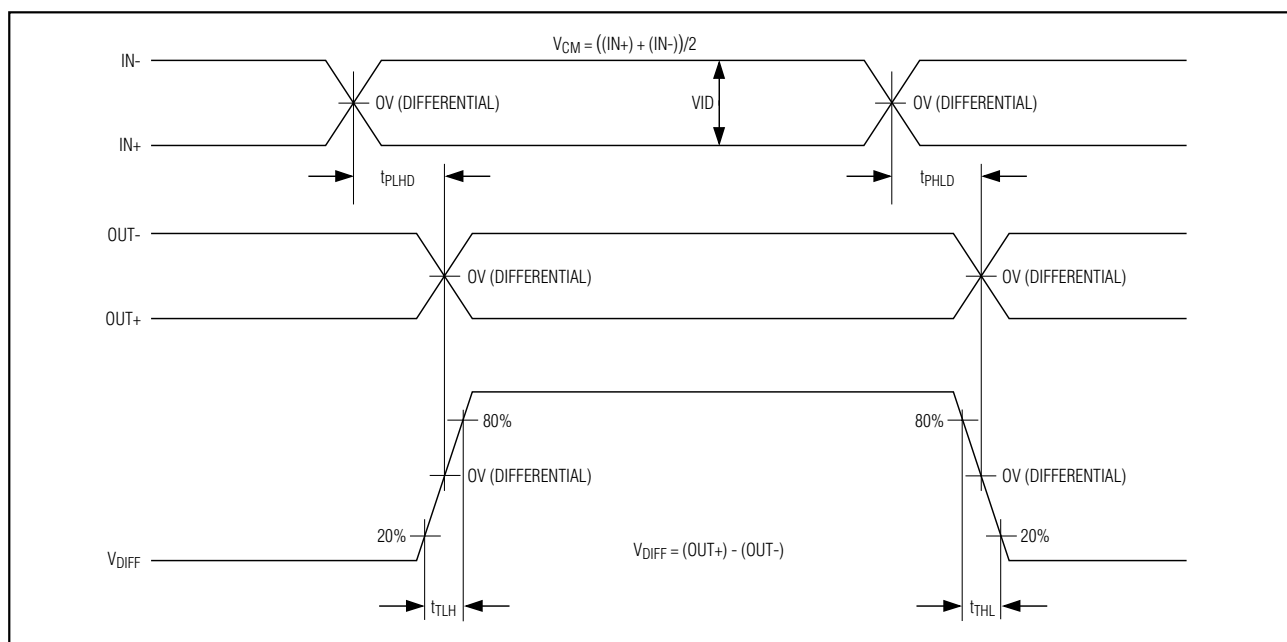 V_CM = ((IN+) + (IN-))/2
IN-
0V (DIFFERENTIAL)
VID
0V (DIFFERENTIAL)
IN+
t_PLHD
t_PHLD
OUT-
0V (DIFFERENTIAL)
0V (DIFFERENTIAL)
OUT+
80%
80%
0V (DIFFERENTIAL)
0V (DIFFERENTIAL)
20%
20%
V_DIFF
V_DIFF = (OUT+) - (OUT-)
t_TLH
t_THL